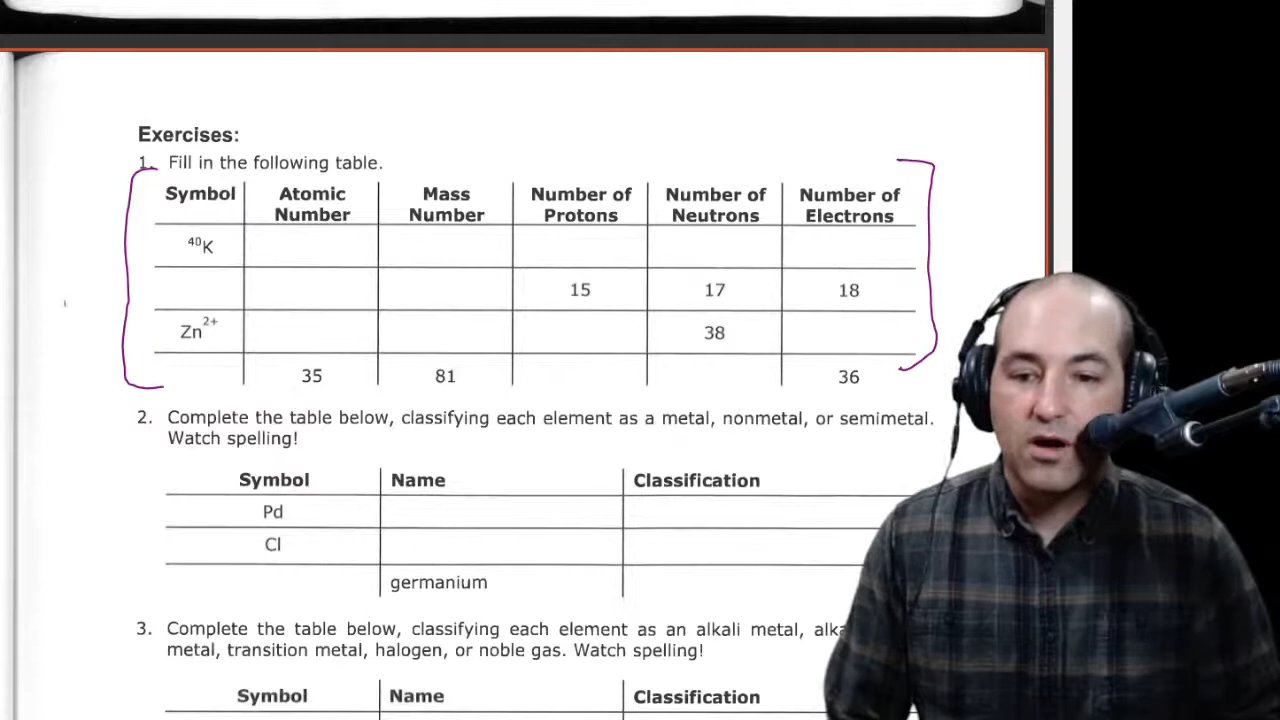 Exercises:
1. Fill in the following table.
Symbol Atomic Number Mass Number Number of Protons Number of Neutrons Number of Electrons
⁴⁰K
15 17 18
Zn²⁺ 38
35 81 36
2. Complete the table below, classifying each element as a metal, nonmetal, or semimetal.
Watch spelling!
Symbol Name Classification
Pd
Cl
germanium
3. Complete the table below, classifying each element as an alkali metal,
metal, transition metal, halogen, or noble gas. Watch spelling!
Symbol Name Classification